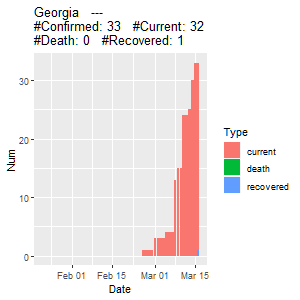 Georgia   ---
#Confirmed: 33   #Current: 32
#Death: 0   #Recovered: 1
30
20
10
0
Num
Feb 01   Feb 15   Mar 01   Mar 15
Date
Type
current
death
recovered